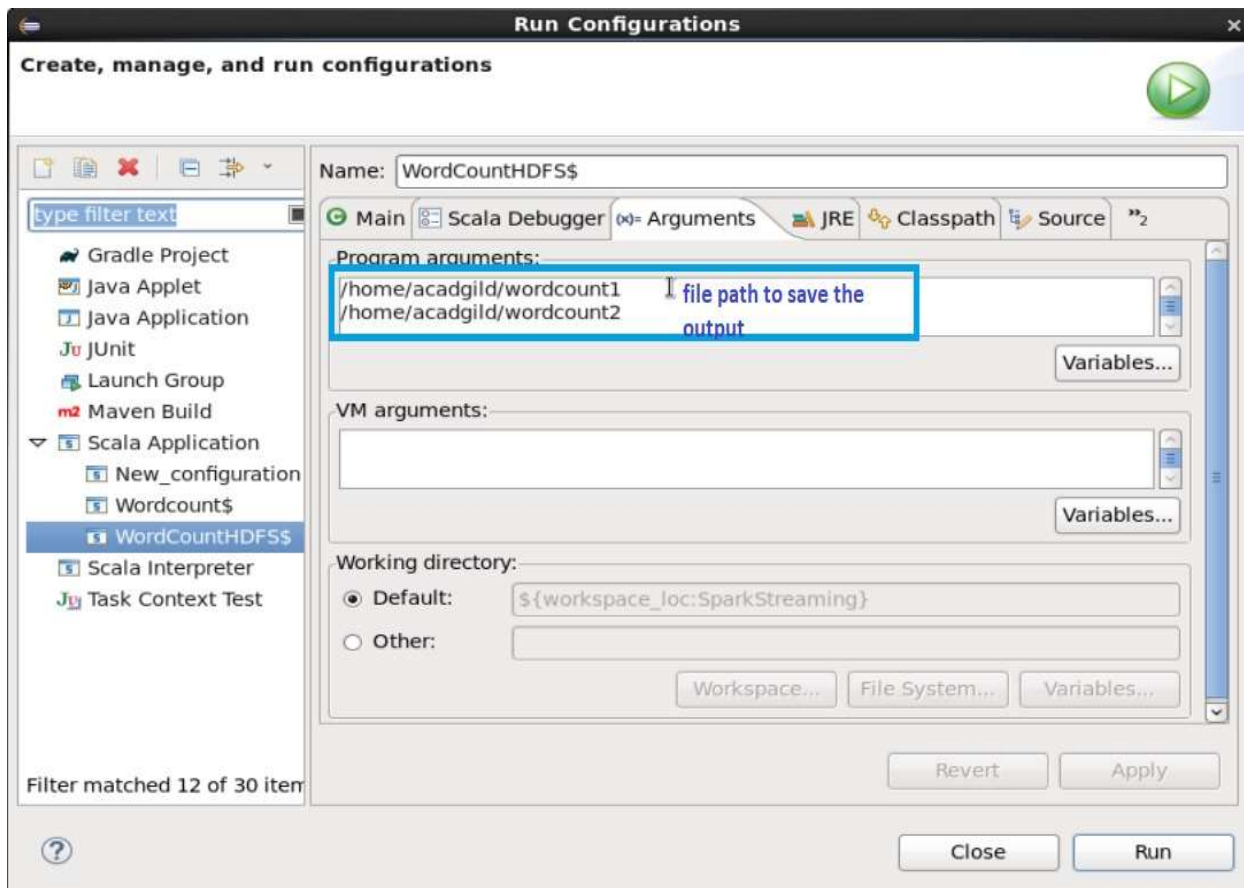 Run Configurations
Create, manage, and run configurations
type filter text
Gradle Project
Java Applet
Java Application
Ju JUnit
Launch Group
m2 Maven Build
Scala Application
New_configuration
Wordcount$
WordCountHDFS$
Scala Interpreter
Ju Task Context Test
Filter matched 12 of 30 item
Name: WordCountHDFS$
Main Scala Debugger (x)= Arguments JRE Classpath Source "2
Program arguments:
/home/acadgild/wordcount1
/home/acadgild/wordcount2
file path to save the
output
Variables...
VM arguments:
Variables...
Working directory:
Default: ${workspace_loc:SparkStreaming}
Other:
Workspace... File System... Variables...
Revert Apply
? Close Run